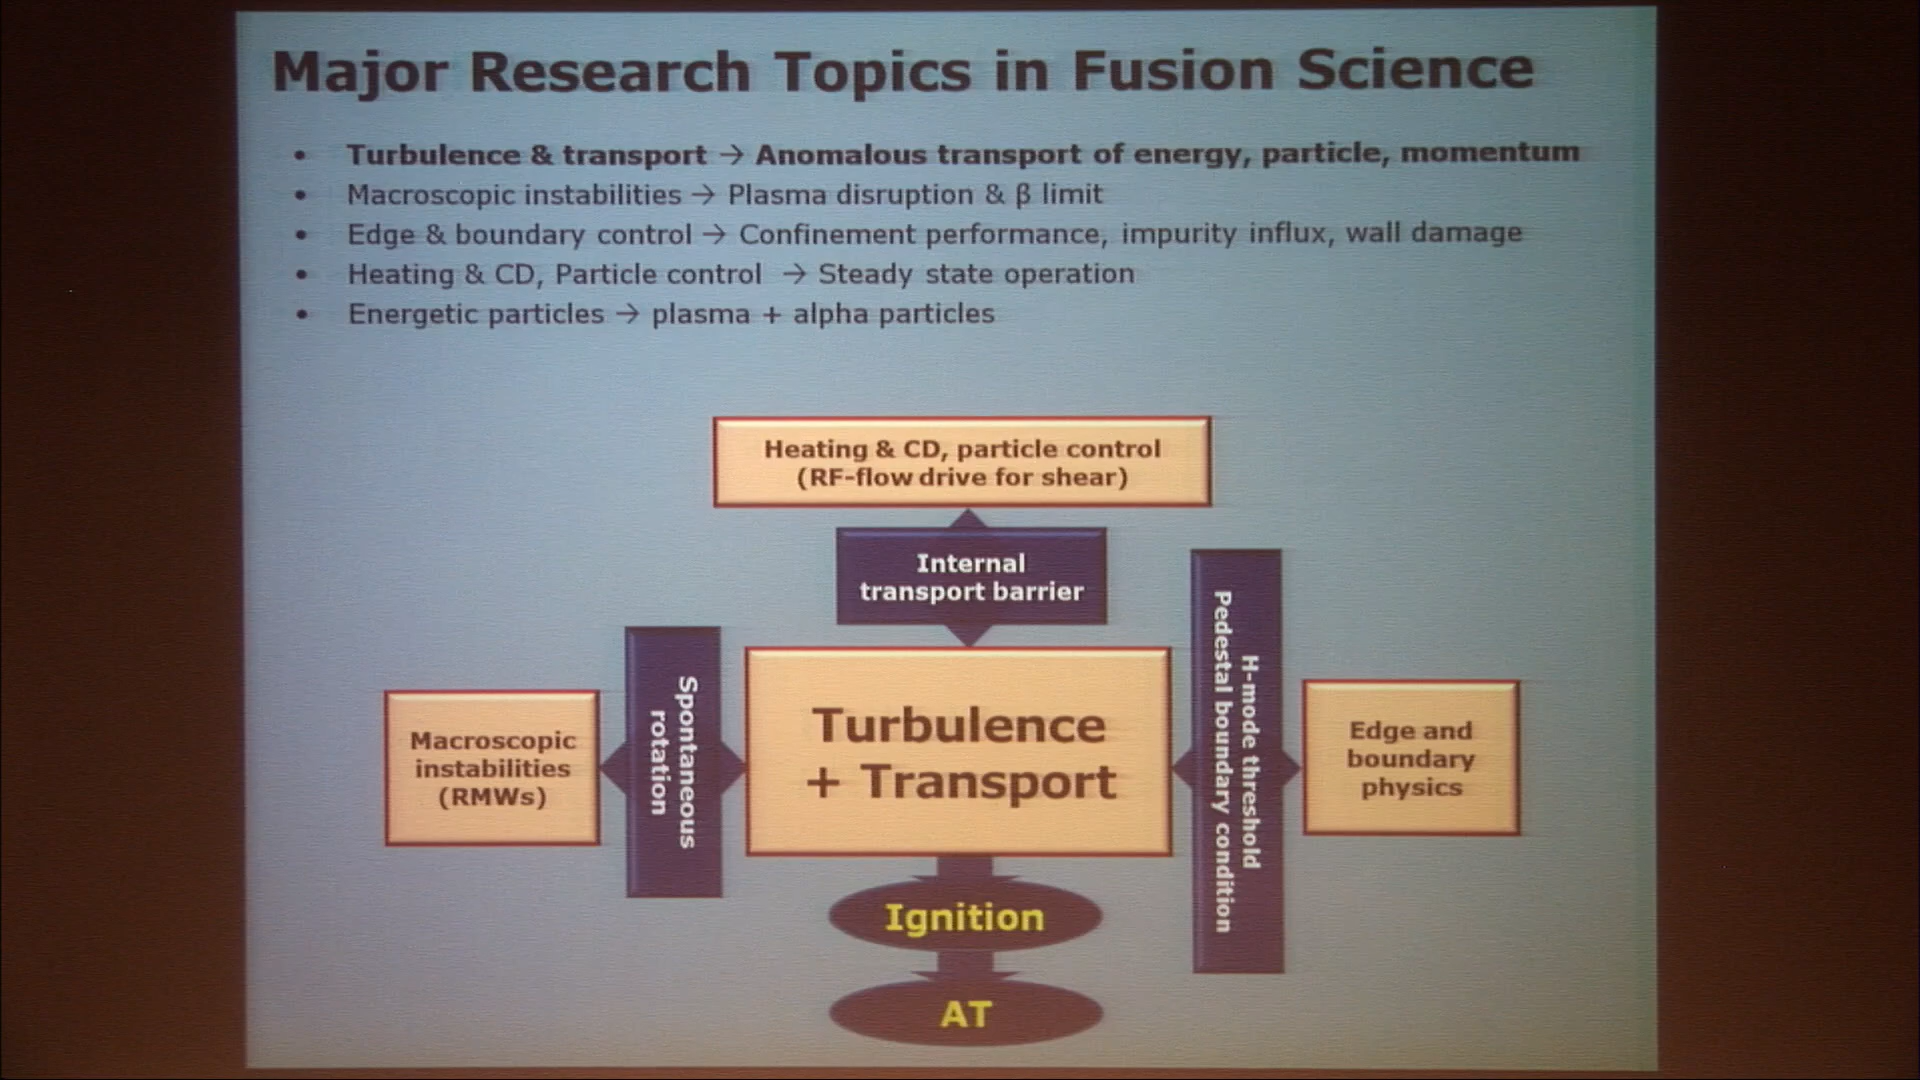 Major Research Topics in Fusion Science
• Turbulence & transport → Anomalous transport of energy, particle, momentum
• Macroscopic instabilities → Plasma disruption & β limit
• Edge & boundary control → Confinement performance, impurity influx, wall damage
• Heating & CD, Particle control → Steady state operation
• Energetic particles → plasma + alpha particles
Heating & CD, particle control
(RF-flow drive for shear)
Internal
transport barrier
Macroscopic
instabilities
(RMWs)
Spontaneous
rotation
Turbulence
+ Transport
H-mode threshold
Pedestal boundary condition
Edge and
boundary
physics
Ignition
AT